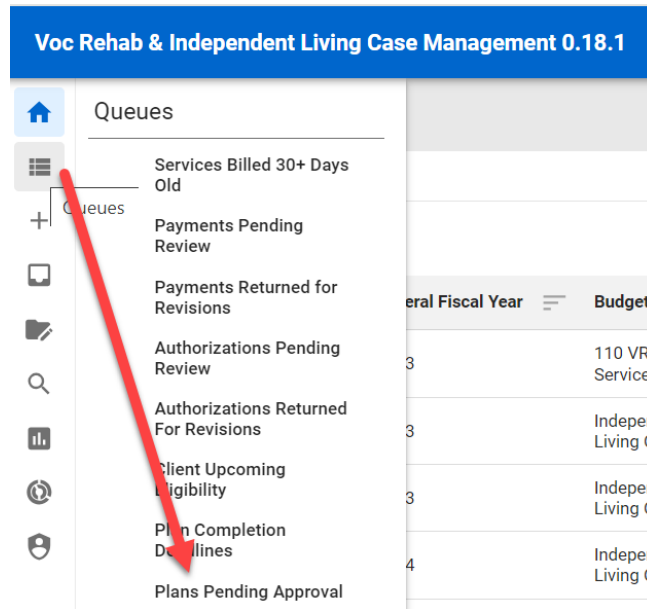 Voc Rehab & Independent Living Case Management 0.18.1
Queues
Services Billed 30+ Days
Old
Queues
Payments Pending
Review
Payments Returned for
Revisions
Authorizations Pending
Review
Authorizations Returned
For Revisions
Client Upcoming
Eligibility
Plan Completion
Deadlines
Plans Pending Approval
eral Fiscal Year
Budget
3
110 VR
Service
3
Indepe
Living
3
Indepe
Living
4
Indepe
Living